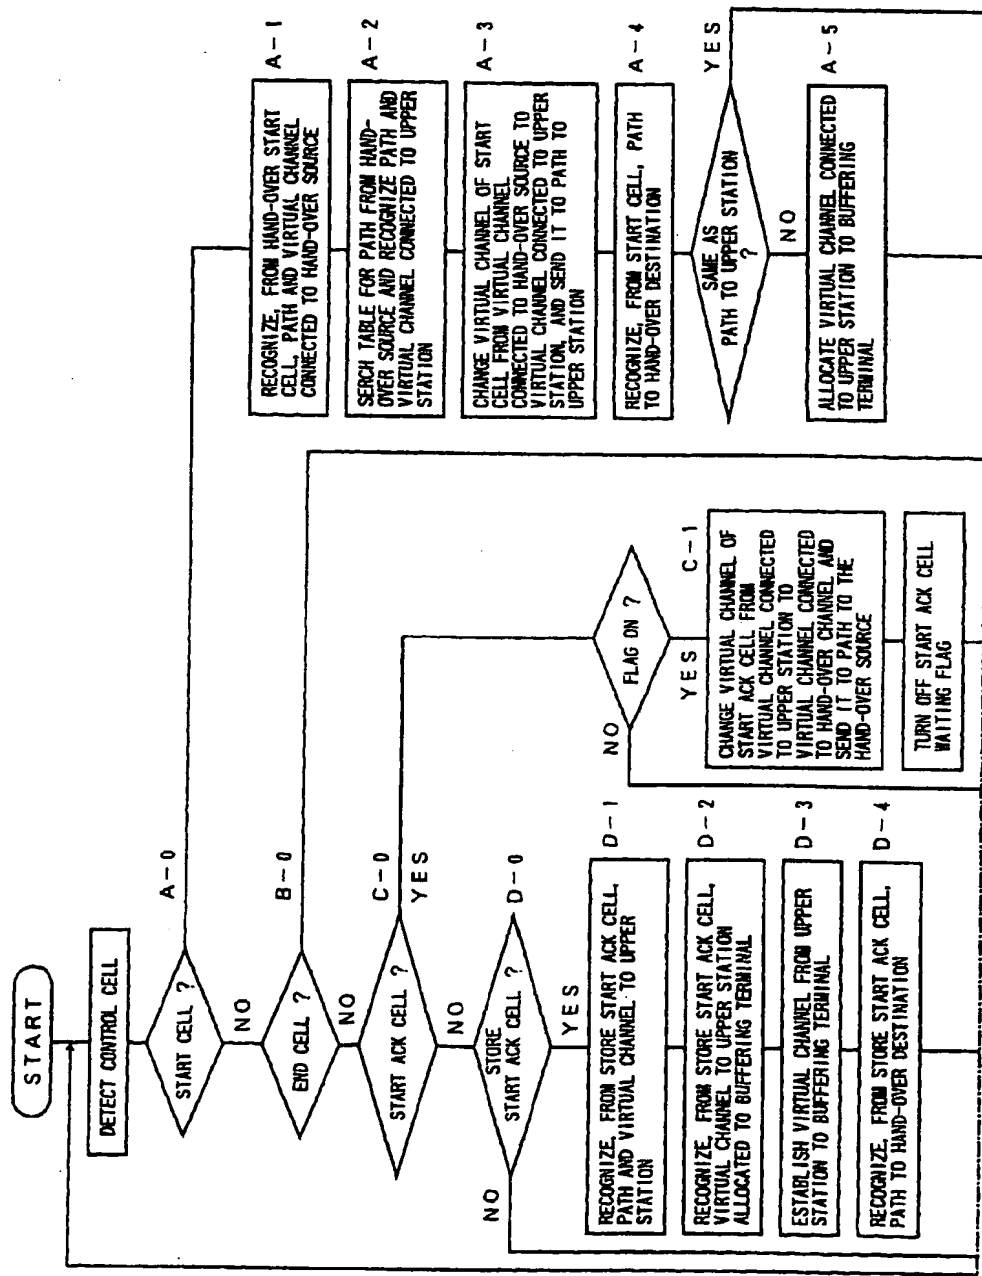 START
DETECT CONTROL CELL
START CELL ?
A-0
NO
END CELL ?
B-0
NO
START ACK CELL ?
C-0
YES
NO
STORE
START ACK CELL ?
D-0
NO
YES
D-1
RECOGNIZE, FROM STORE START ACK CELL,
PATH AND VIRTUAL CHANNEL TO UPPER
STATION
D-2
RECOGNIZE, FROM STORE START ACK CELL,
VIRTUAL CHANNEL TO UPPER STATION
ALLOCATED TO BUFFERING TERMINAL
D-3
ESTABLISH VIRTUAL CHANNEL FROM UPPER
STATION TO BUFFERING TERMINAL
D-4
RECOGNIZE, FROM STORE START ACK CELL,
PATH TO HAND-OVER DESTINATION
FLAG ON ?
NO
YES
C-1
CHANGE VIRTUAL CHANNEL OF
START ACK CELL FROM
VIRTUAL CHANNEL CONNECTED
TO UPPER STATION TO
VIRTUAL CHANNEL CONNECTED
TO HAND-OVER CHANNEL AND
SEND IT TO PATH TO THE
HAND-OVER SOURCE
TURN OFF START ACK CELL
WAITING FLAG
A-1
RECOGNIZE, FROM HAND-OVER START
CELL, PATH AND VIRTUAL CHANNEL
CONNECTED TO HAND-OVER SOURCE
A-2
SERCH TABLE FOR PATH FROM HAND-
OVER SOURCE AND RECOGNIZE PATH AND
VIRTUAL CHANNEL CONNECTED TO UPPER
STATION
A-3
CHANGE VIRTUAL CHANNEL OF START
CELL FROM VIRTUAL CHANNEL
CONNECTED TO HAND-OVER SOURCE TO
VIRTUAL CHANNEL CONNECTED TO UPPER
STATION, AND SEND IT TO PATH TO
UPPER STATION
A-4
RECOGNIZE, FROM START CELL, PATH
TO HAND-OVER DESTINATION
SAME AS
PATH TO UPPER STATION
?
YES
NO
A-5
ALLOCATE VIRTUAL CHANNEL CONNECTED
TO UPPER STATION TO BUFFERING
TERMINAL